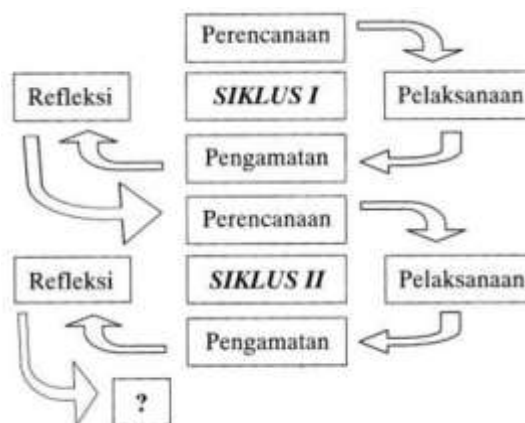 Perencanaan
Refleksi
SIKLUS I
Pelaksanaan
Pengamatan
Perencanaan
Refleksi
SIKLUS II
Pelaksanaan
Pengamatan
?